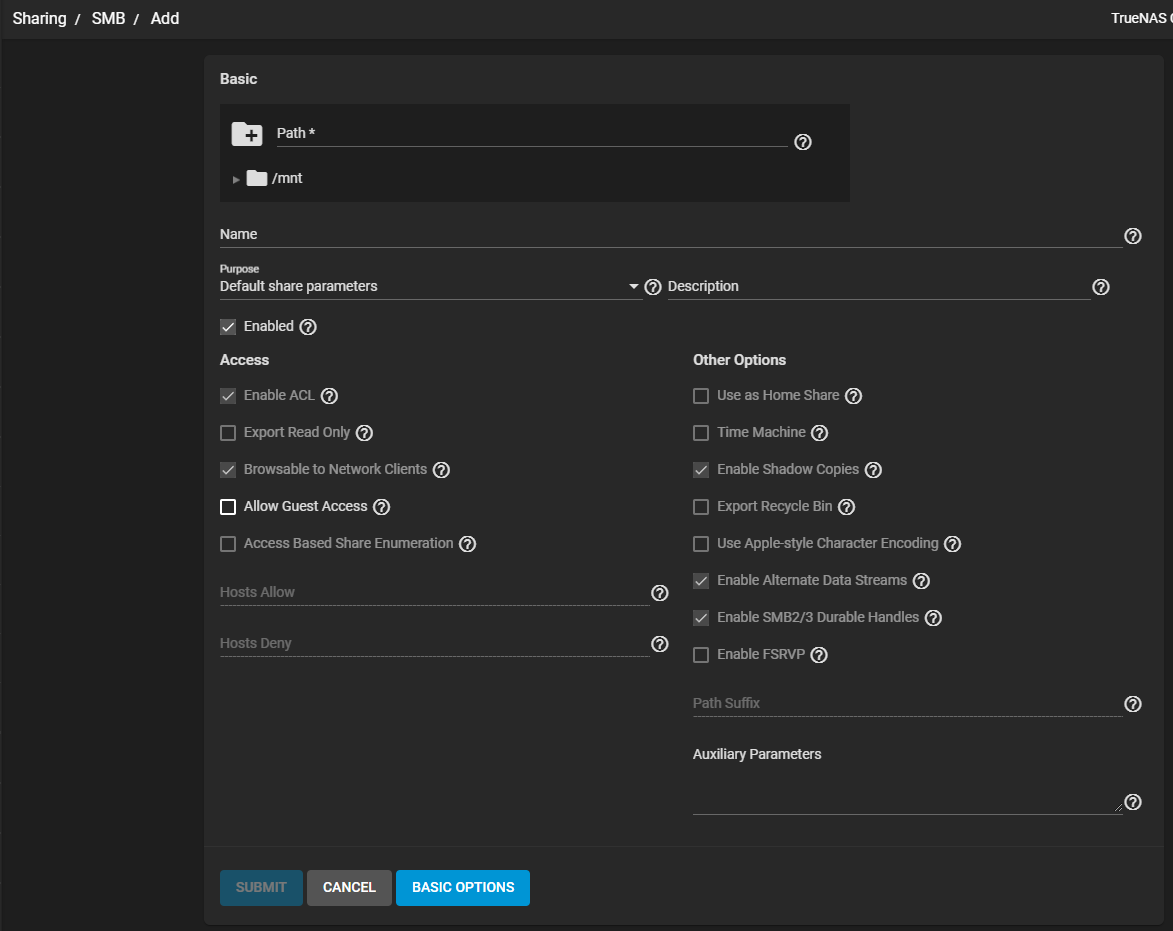 Sharing / SMB / Add
TrueNAS
Basic
Path *
/mnt
Name
Purpose
Default share parameters
Description
Enabled
Access
Enable ACL
Export Read Only
Browsable to Network Clients
Allow Guest Access
Access Based Share Enumeration
Hosts Allow
Hosts Deny
Other Options
Use as Home Share
Time Machine
Enable Shadow Copies
Export Recycle Bin
Use Apple-style Character Encoding
Enable Alternate Data Streams
Enable SMB2/3 Durable Handles
Enable FSRVP
Path Suffix
Auxiliary Parameters
SUBMIT
CANCEL
BASIC OPTIONS